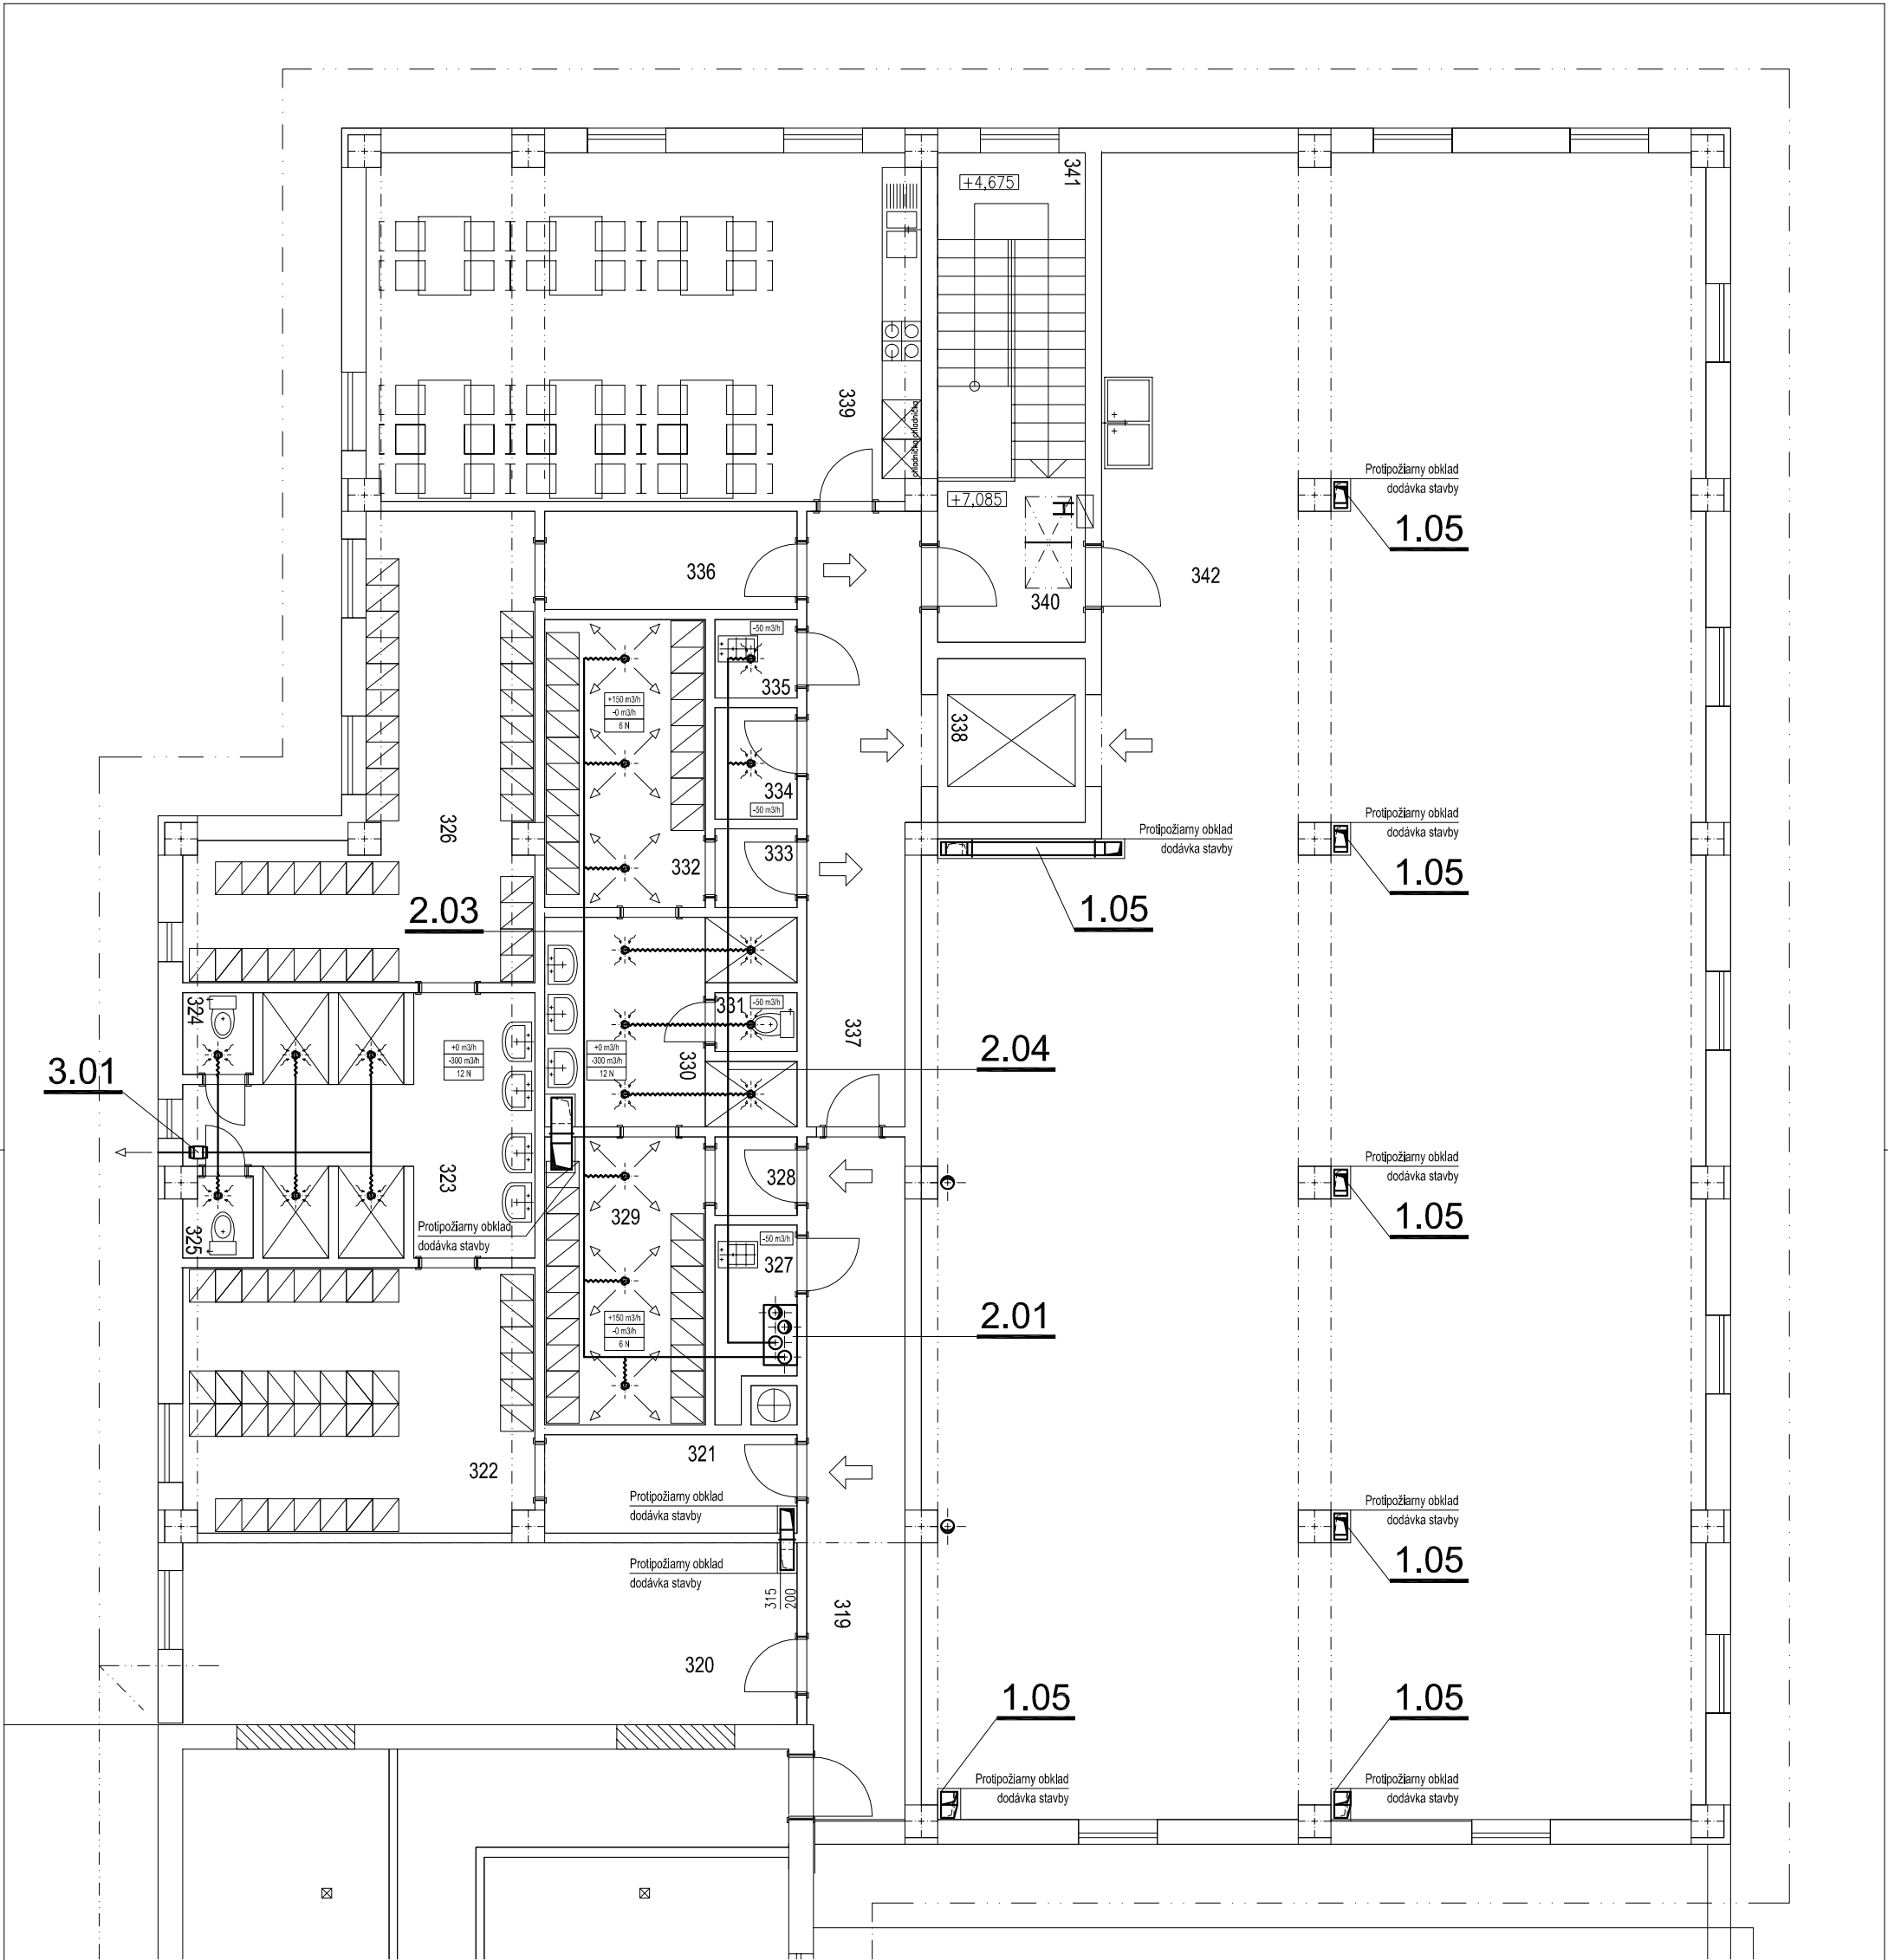 341
+4,675
339
chladnička
chladnička
Protipožiarny obklad
dodávka stavby
1.05
+7,085
H
336
340
342
-50 m3/h
335
+150 m3/h
-0 m3/h
6 N
338
334
-50 m3/h
326
Protipožiarny obklad
dodávka stavby
1.05
Protipožiarny obklad
dodávka stavby
333
332
2.03
1.05
324
331
-50 m3/h
337
+0 m3/h
-300 m3/h
12 N
+0 m3/h
-300 m3/h
12 N
330
2.04
3.01
323
328
Protipožiarny obklad
dodávka stavby
1.05
329
Protipožiarny obklad
dodávka stavby
325
-50 m3/h
327
+150 m3/h
-0 m3/h
6 N
2.01
321
322
Protipožiarny obklad
dodávka stavby
Protipožiarny obklad
dodávka stavby
1.05
Protipožiarny obklad
dodávka stavby
315
200
319
320
1.05
1.05
Protipožiarny obklad
dodávka stavby
Protipožiarny obklad
dodávka stavby